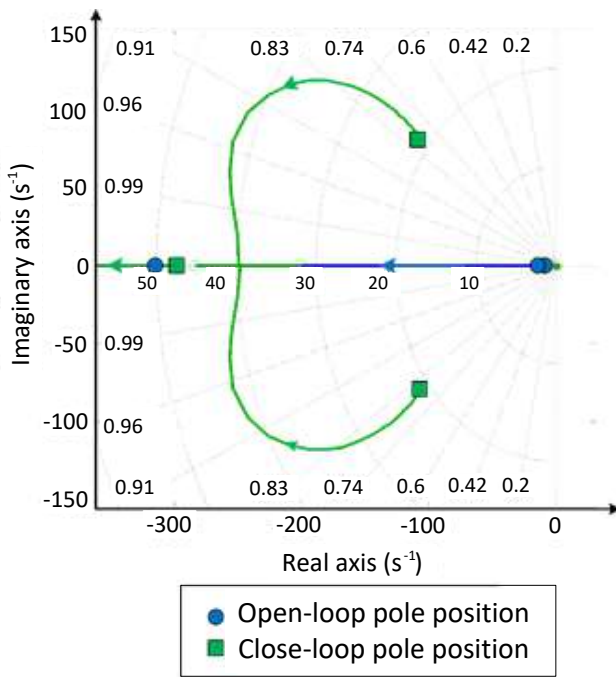 150 0.91 0.83 0.74 0.6 0.42 0.2
100 0.96
50 0.99
0
50 40 30 20 10
-50 0.99
-100 0.96
-150 0.91 0.83 0.74 0.6 0.42 0.2
-300 -200 -100 0
Imaginary axis (s⁻¹)
Real axis (s⁻¹)
Open-loop pole position
Close-loop pole position